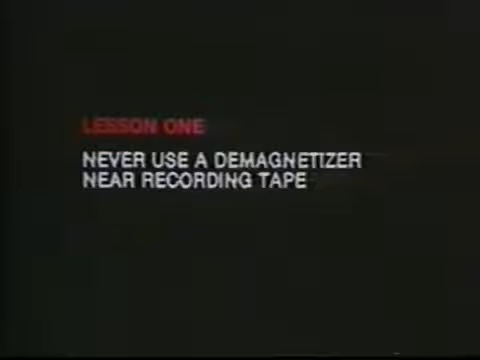 LESSON ONE
NEVER USE A DEMAGNETIZER
NEAR RECORDING TAPE